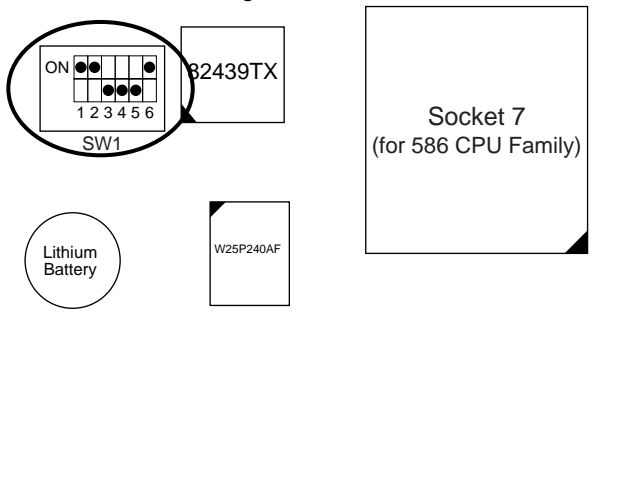 ON
1 2 3 4 5 6
SW1
82439TX
Socket 7
(for 586 CPU Family)
Lithium
Battery
W25P240AF